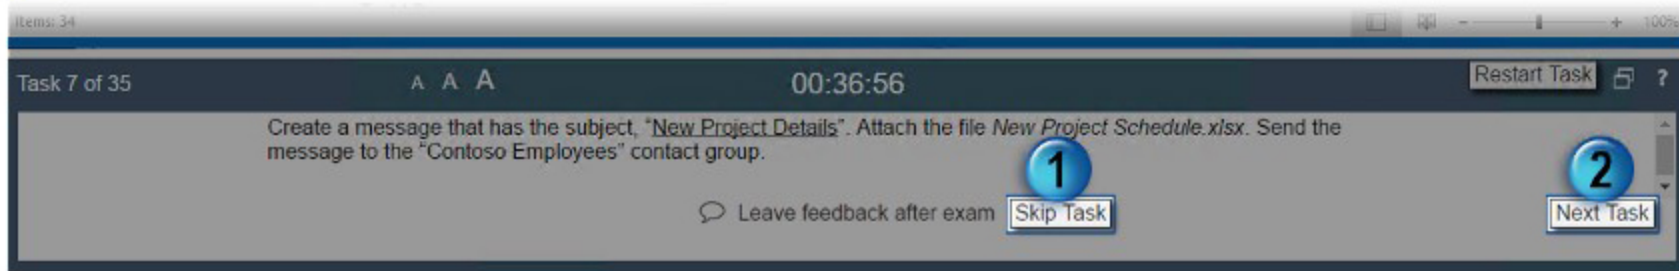 items: 34
100%
Task 7 of 35
A A A
00:36:56
Restart Task
?
Create a message that has the subject, “New Project Details”. Attach the file New Project Schedule.xlsx. Send the
message to the “Contoso Employees” contact group.
1
2
Leave feedback after exam
Skip Task
Next Task